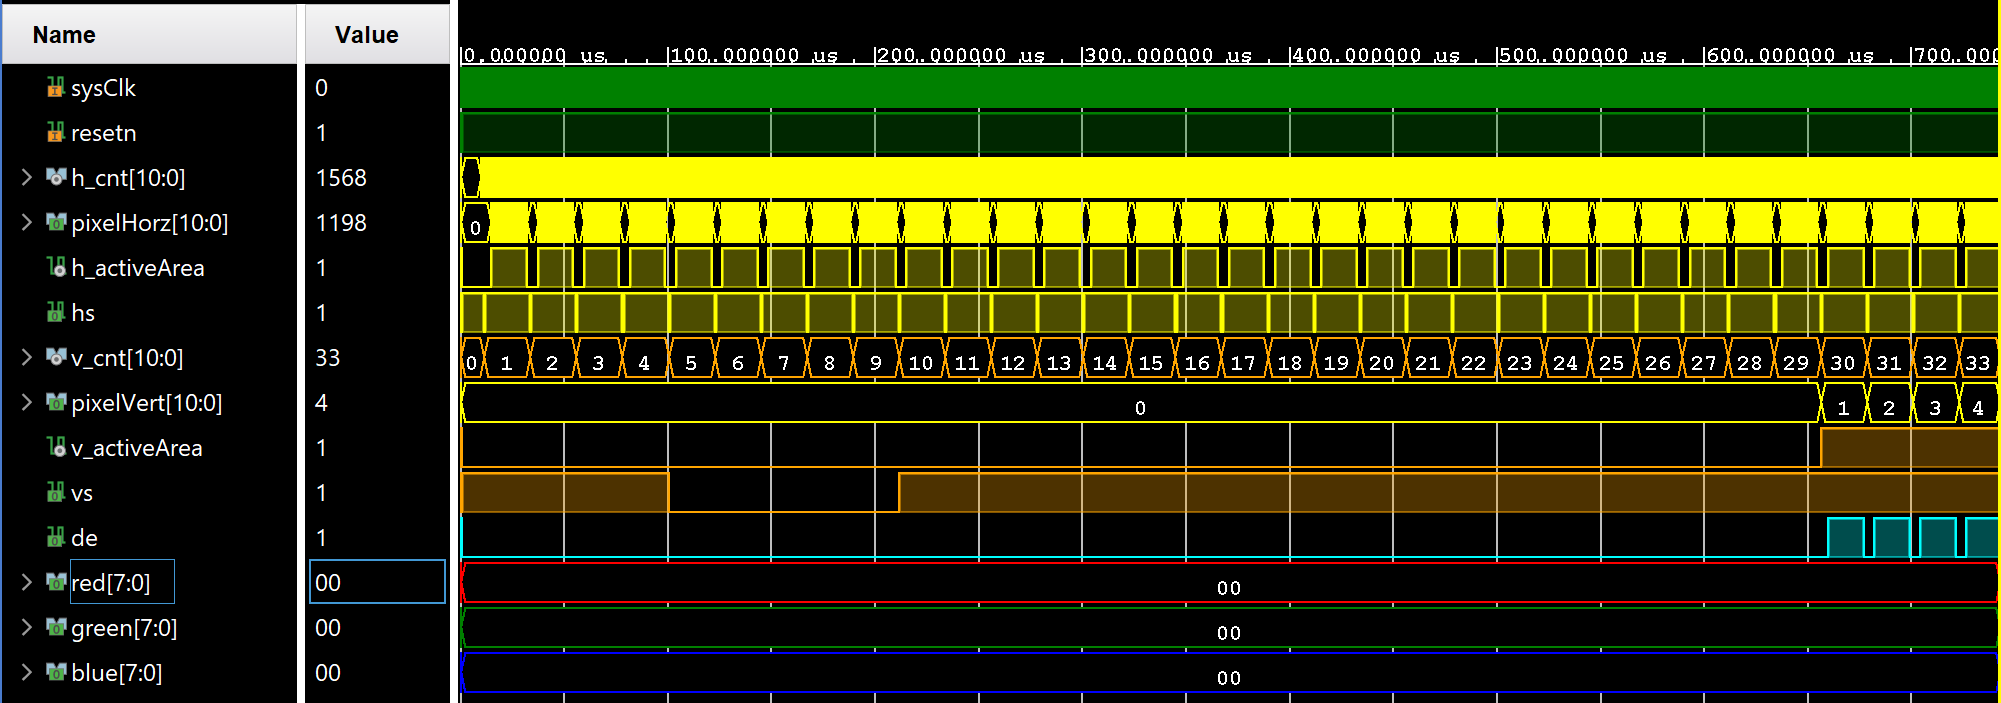 Name Value
0.000000 us 100.000000 us 200.000000 us 300.000000 us 400.000000 us 500.000000 us 600.000000 us 700.00
sysClk 0
resetn 1
h_cnt[10:0] 1568
pixelHorz[10:0] 1198 0
h_activeArea 1
hs 1
v_cnt[10:0] 33 0 1 2 3 4 5 6 7 8 9 10 11 12 13 14 15 16 17 18 19 20 21 22 23 24 25 26 27 28 29 30 31 32 33
pixelVert[10:0] 4 0 1 2 3 4
v_activeArea 1
vs 1
de 1
red[7:0] 00 00
green[7:0] 00 00
blue[7:0] 00 00